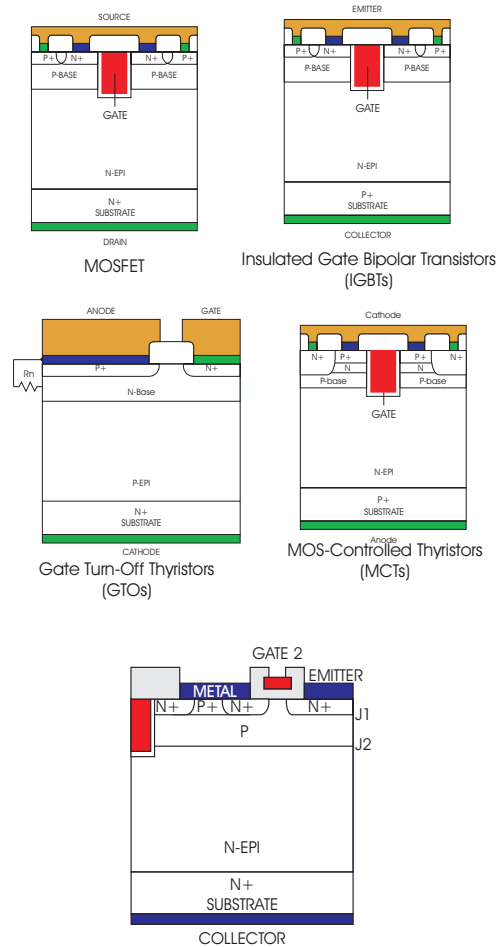 SOURCE
P+ N+ N+ P+
P-BASE P-BASE
GATE
N-EPI
N+
SUBSTRATE
DRAIN
MOSFET
EMITTER
P+ N+ N+ P+
P-BASE P-BASE
GATE
N-EPI
P+
SUBSTRATE
COLLECTOR
Insulated Gate Bipolar Transistors
(IGBTs)
ANODE GATE
Rn
P+ N+
N-Base
P-EPI
N+
SUBSTRATE
CATHODE
Gate Turn-Off Thyristors
(GTOs)
Cathode
N+ P+ P+ N+
N N
P-base P-base
GATE
N-EPI
P+
SUBSTRATE
Anode
MOS-Controlled Thyristors
(MCTs)
GATE 2
METAL EMITTER
N+ P+ N+ N+ J1
P J2
N-EPI
N+
SUBSTRATE
COLLECTOR